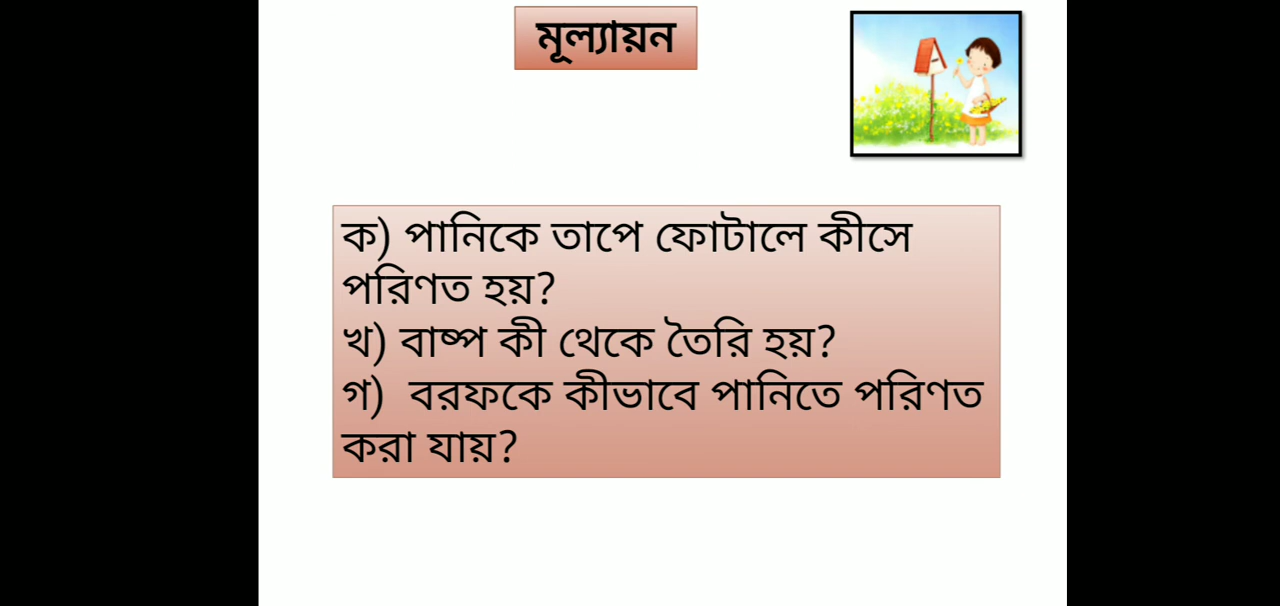 মূল্যায়ন
ক) পানিকে তাপে ফোটালে কীসে
পরিণত হয়?
খ) বাষ্প কী থেকে তৈরি হয়?
গ) বরফকে কীভাবে পানিতে পরিণত
করা যায়?